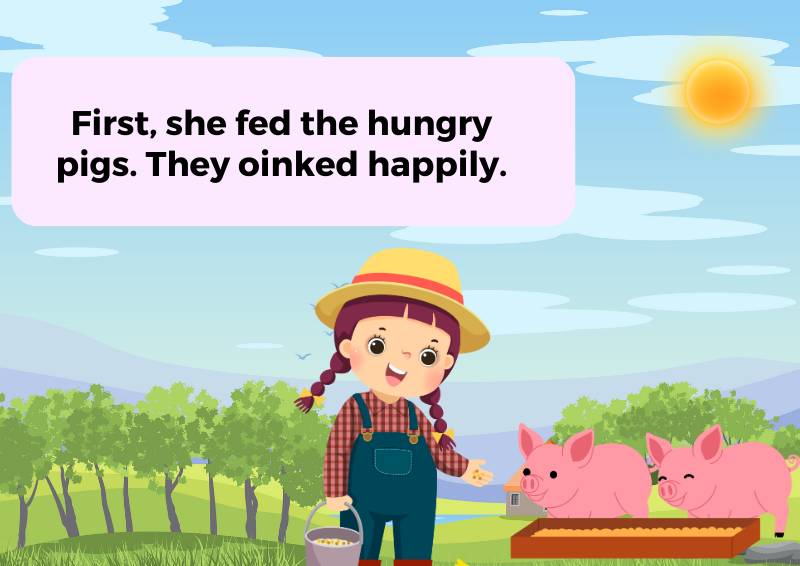 First, she fed the hungry
pigs. They oinked happily.